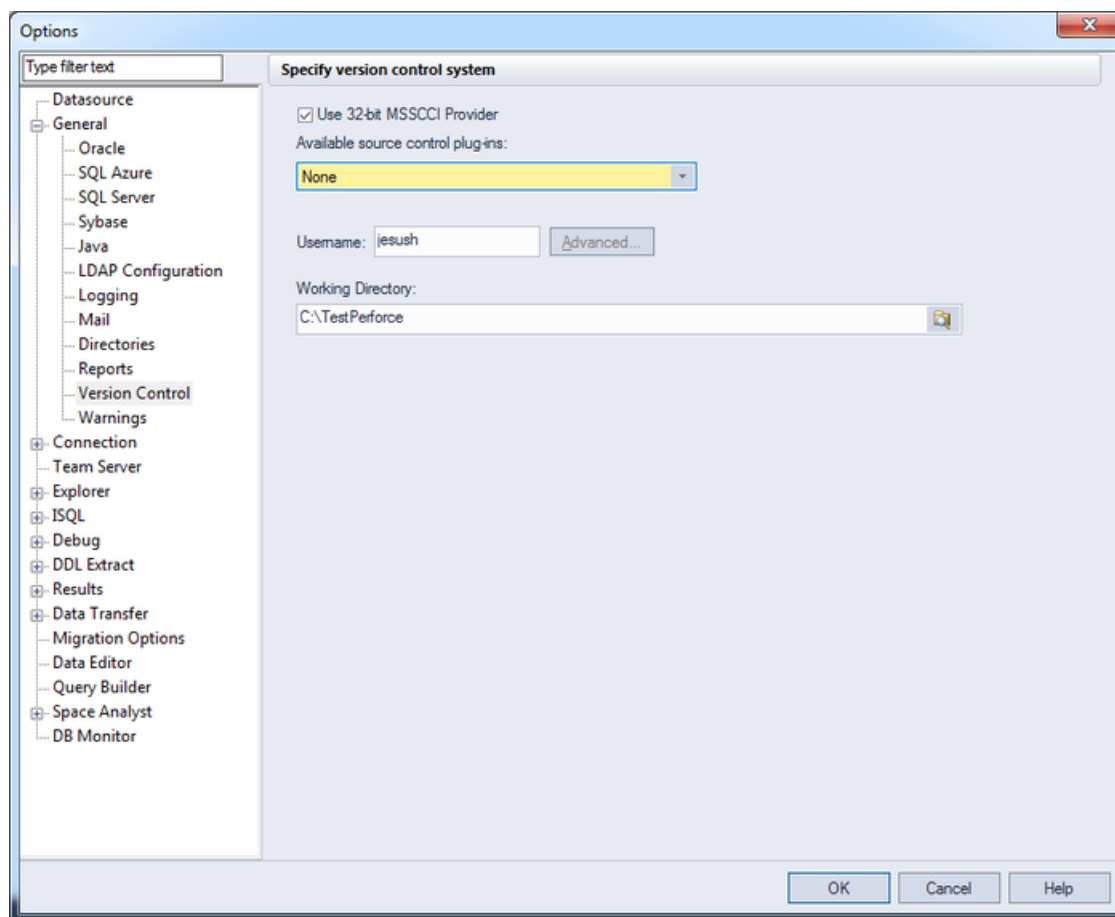 Options
Type filter text
Datasource
General
Oracle
SQL Azure
SQL Server
Sybase
Java
LDAP Configuration
Logging
Mail
Directories
Reports
Version Control
Warnings
Connection
Team Server
Explorer
ISQL
Debug
DDL Extract
Results
Data Transfer
Migration Options
Data Editor
Query Builder
Space Analyst
DB Monitor
Specify version control system
Use 32-bit MSSCCI Provider
Available source control plug-ins:
None
Username: jesush Advanced...
Working Directory:
C:\TestPerforce
OK Cancel Help